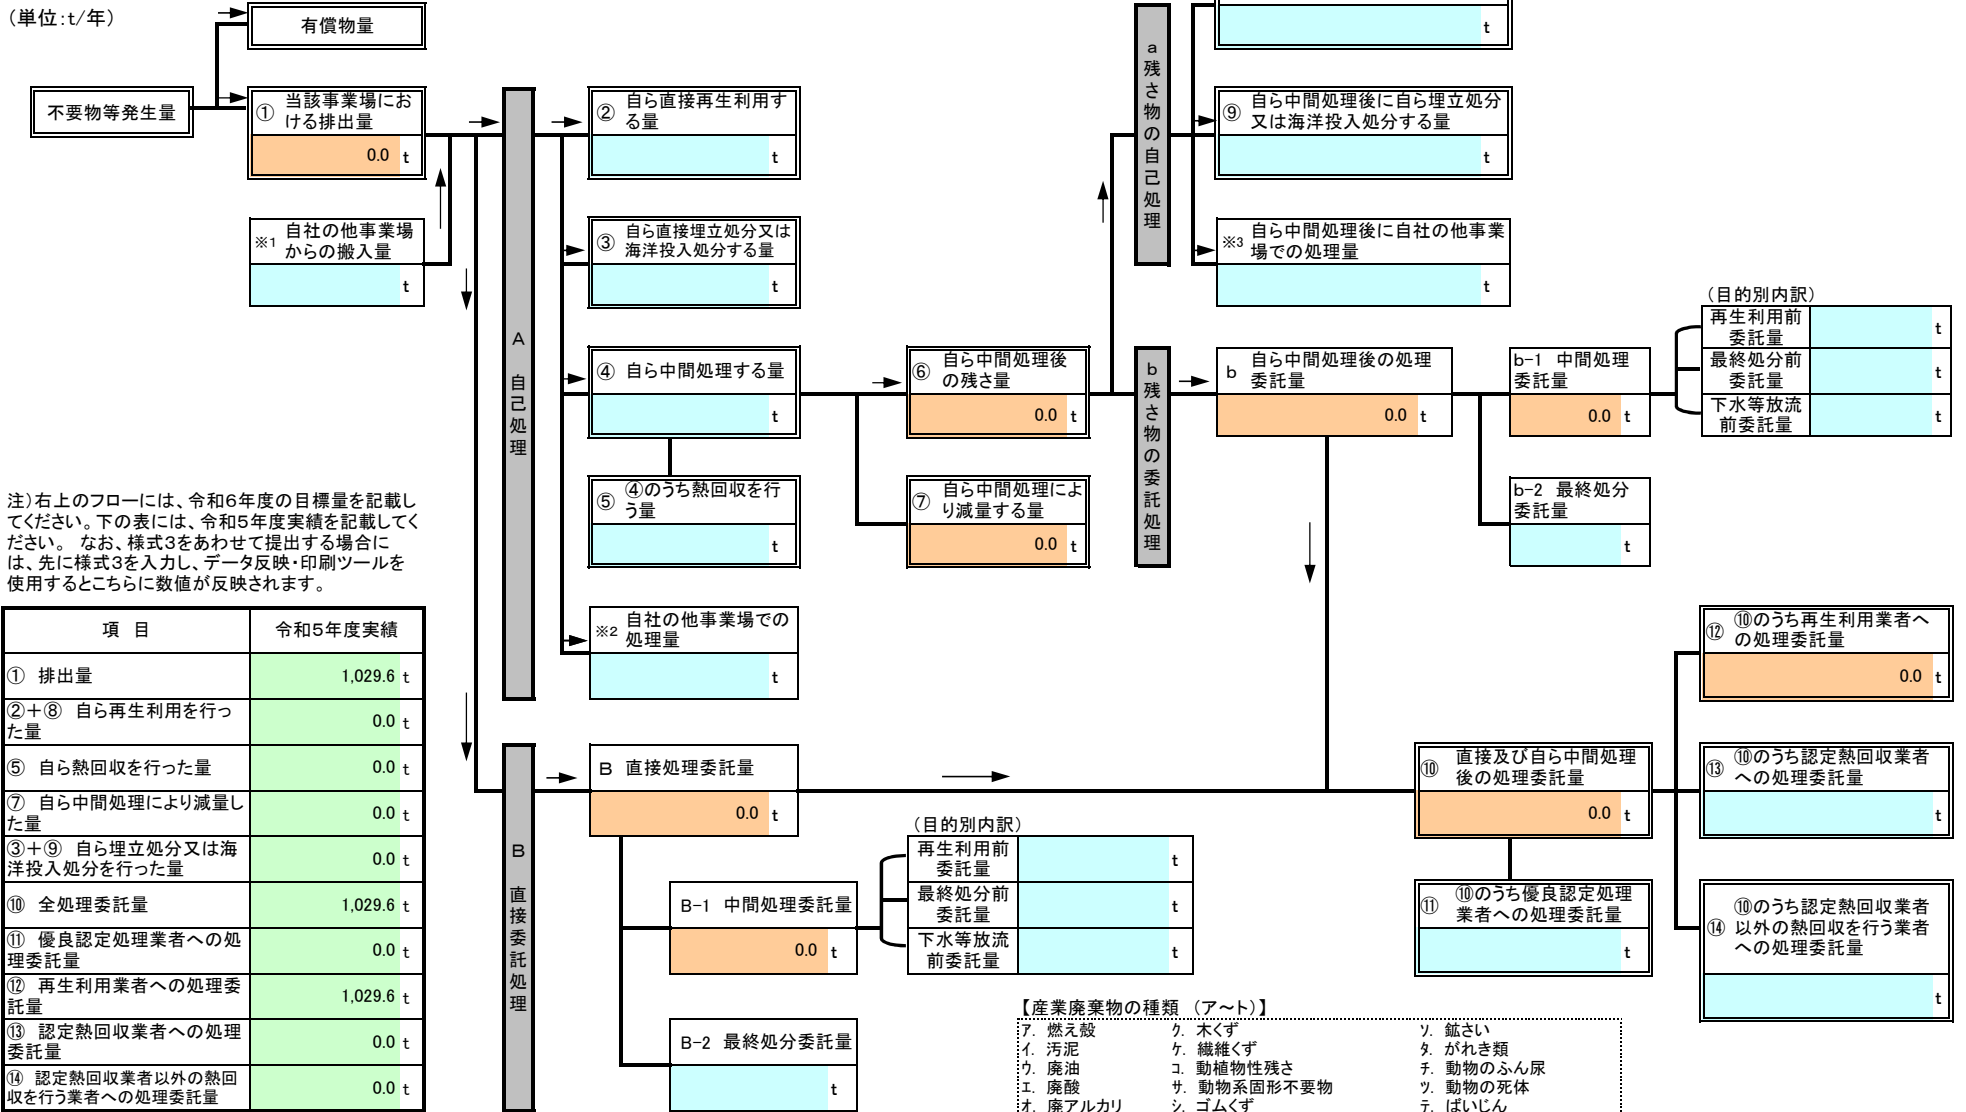 （単位:t/年）
有償物量
不要物等発生量
① 当該事業場にお
ける排出量
0.0 t
※1 自社の他事業場
からの搬入量
t
A 自己処理
② 自ら直接再生利用す
る量
t
③ 自ら直接埋立処分又は
海洋投入処分する量
t
④ 自ら中間処理する量
t
⑤ ④のうち熱回収を行
う量
t
※2 自社の他事業場での
処理量
t
⑥ 自ら中間処理後
の残さ量
0.0 t
⑦ 自ら中間処理によ
り減量する量
0.0 t
a 残さ物の自己処理
t
⑨ 自ら中間処理後に自ら埋立処分
又は海洋投入処分する量
t
※3 自ら中間処理後に自社の他事業
場での処理量
t
b 残さ物の委託処理
b 自ら中間処理後の処理
委託量
0.0 t
b-1 中間処理
委託量
0.0 t
（目的別内訳）
再生利用前
委託量
t
最終処分前
委託量
t
下水等放流
前委託量
t
b-2 最終処分
委託量
t
注）右上のフローには、令和６年度の目標量を記載し
てください。下の表には、令和５年度実績を記載してく
ださい。 なお、様式３をあわせて提出する場合に
は、先に様式３を入力し、データ反映・印刷ツールを
使用するとこちらに数値が反映されます。
項 目 令和５年度実績
① 排出量 1,029.6 t
②＋⑧ 自ら再生利用を行っ
た量 0.0 t
⑤ 自ら熱回収を行った量 0.0 t
⑦ 自ら中間処理により減量し
た量 0.0 t
③＋⑨ 自ら埋立処分又は海
洋投入処分を行った量 0.0 t
⑩ 全処理委託量 1,029.6 t
⑪ 優良認定処理業者への処
理委託量 0.0 t
⑫ 再生利用業者への処理委
託量 1,029.6 t
⑬ 認定熱回収業者への処理
委託量 0.0 t
⑭ 認定熱回収業者以外の熱回
収を行う業者への処理委託量 0.0 t
B 直接委託処理
B 直接処理委託量
0.0 t
B-1 中間処理委託量
0.0 t
（目的別内訳）
再生利用前
委託量
t
最終処分前
委託量
t
下水等放流
前委託量
t
B-2 最終処分委託量
t
⑩ 直接及び自ら中間処理
後の処理委託量
0.0 t
⑪ ⑩のうち優良認定処理
業者への処理委託量
t
⑫ ⑩のうち再生利用業者へ
の処理委託量
0.0 t
⑬ ⑩のうち認定熱回収業者
への処理委託量
t
⑭ ⑩のうち認定熱回収業者
以外の熱回収を行う業者
への処理委託量
t
【産業廃棄物の種類 （ア～ト）】
ア. 燃え殻 ク. 木くず ソ. 鉱さい
イ. 汚泥 ケ. 繊維くず タ. がれき類
ウ. 廃油 コ. 動植物性残さ チ. 動物のふん尿
エ. 廃酸 サ. 動物系固形不要物 ツ. 動物の死体
オ. 廃アルカリ シ. ゴムくず テ. ばいじん